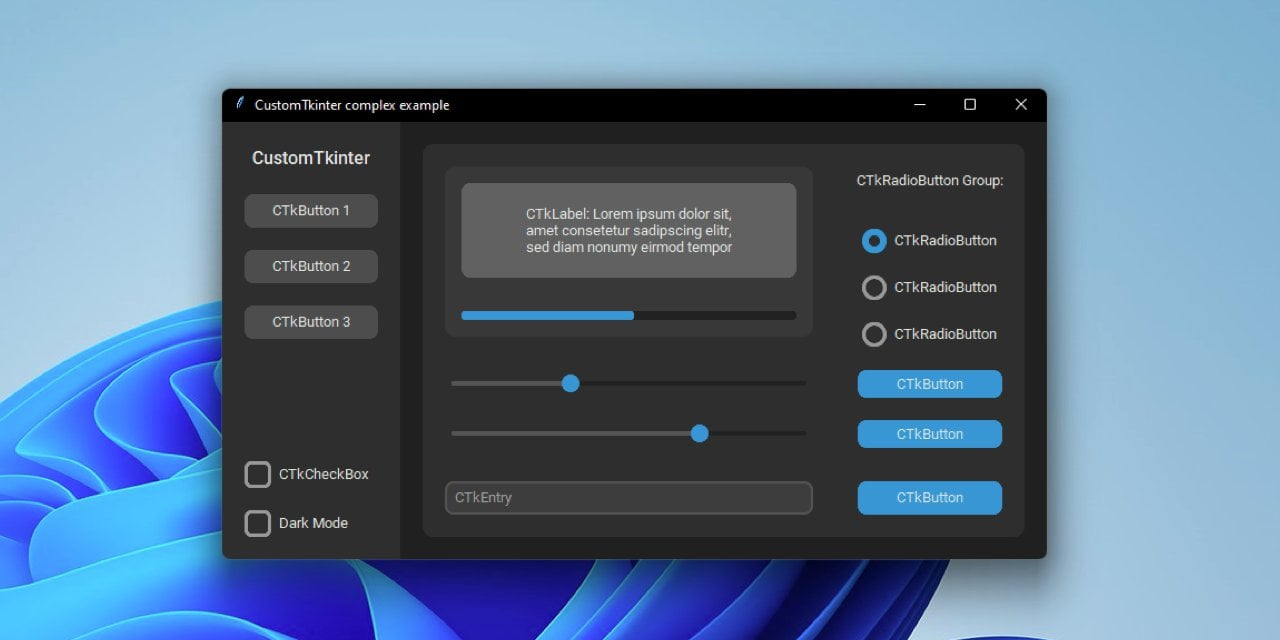 CustomTkinter complex example
CustomTkinter
CTkButton 1
CTkButton 2
CTkButton 3
CTkCheckBox
Dark Mode
CTkLabel: Lorem ipsum dolor sit,
amet consetetur sadipscing elitr,
sed diam nonumy eirmod tempor
CTkEntry
CTkRadioButton Group:
CTkRadioButton
CTkRadioButton
CTkRadioButton
CTkButton
CTkButton
CTkButton